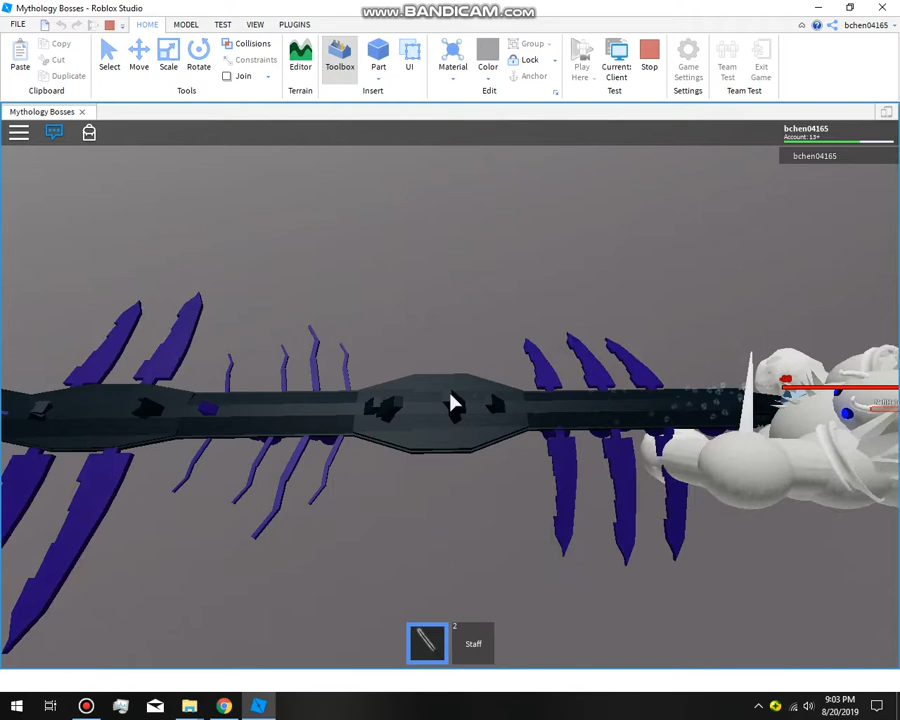 Mythology Bosses - Roblox Studio
www.BANDICAM.com
FILE HOME MODEL TEST VIEW PLUGINS bchen04165
Paste Copy Cut Duplicate
Select Move Scale Rotate Collisions Constraints Join
Editor Toolbox Part UI
Material Color Group Lock Anchor
Play Here Current: Client Stop
Game Settings Team Test Exit Game
Clipboard Tools Terrain Insert Edit Test Settings Team Test
Mythology Bosses
bchen04165
Account: 13+
bchen04165
2
Staff
9:03 PM
8/20/2019